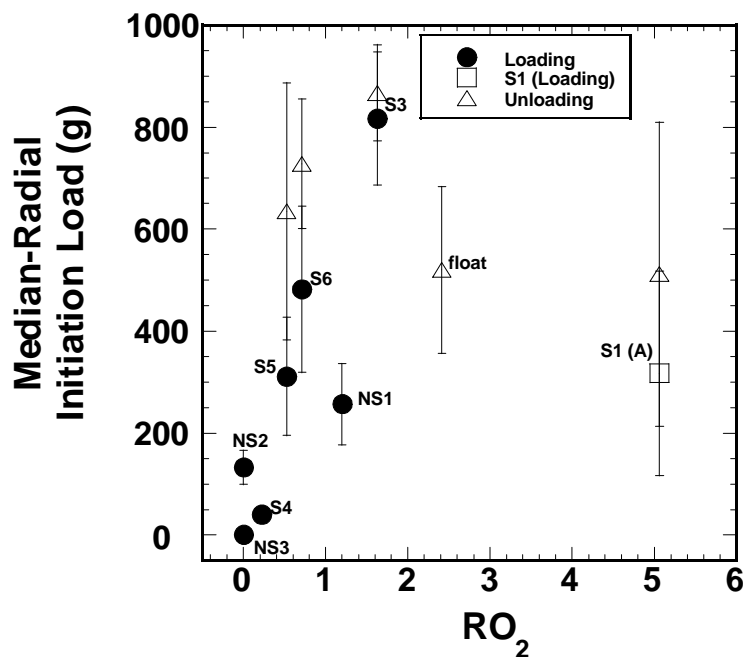 1000
800
600
400
200
0
Median-Radial
Initiation Load (g)
Loading
S1 (Loading)
Unloading
S3
S6
float
S5
S1 (A)
NS1
NS2
S4
NS3
0 1 2 3 4 5 6
RO₂